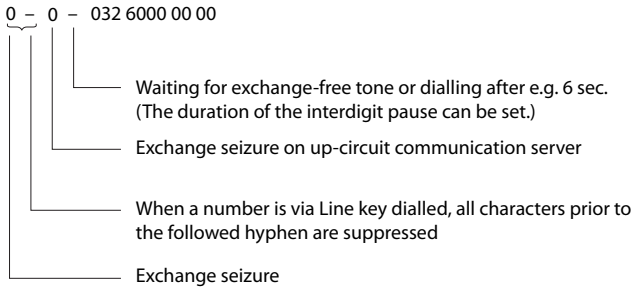 0 – 0 – 032 6000 00 00
Waiting for exchange-free tone or dialling after e.g. 6 sec.
(The duration of the interdigit pause can be set.)
Exchange seizure on up-circuit communication server
When a number is via Line key dialled, all characters prior to
the followed hyphen are suppressed
Exchange seizure